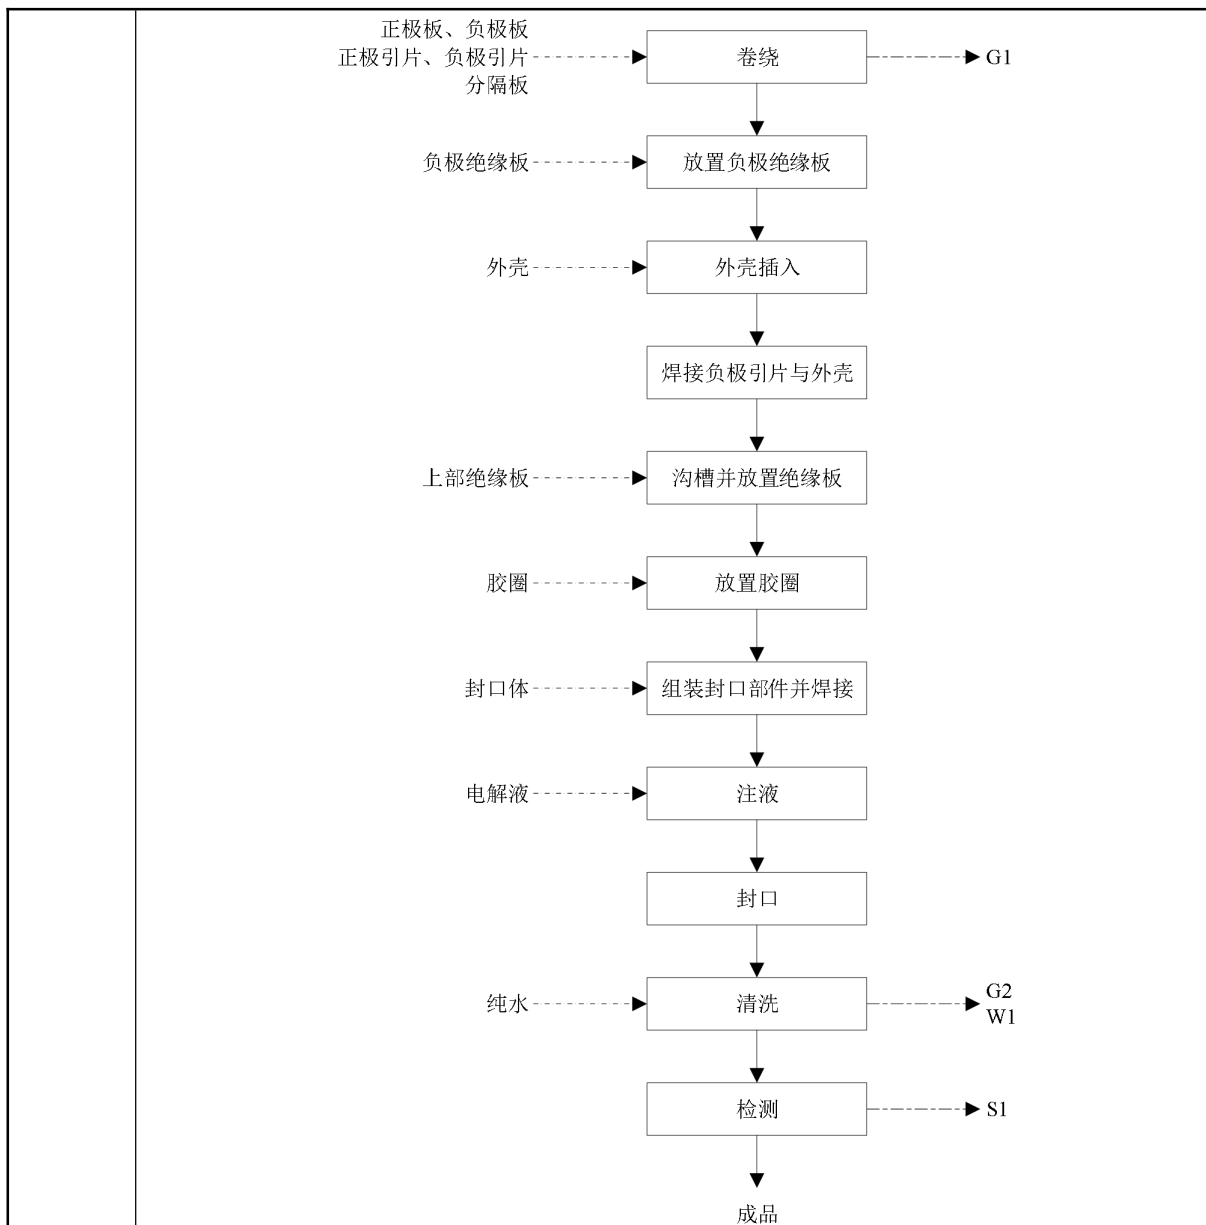 正极板、负极板
正极引片、负极引片
分隔板
卷绕
G1
负极绝缘板
放置负极绝缘板
外壳
外壳插入
焊接负极引片与外壳
上部绝缘板
沟槽并放置绝缘板
胶圈
放置胶圈
封口体
组装封口部件并焊接
电解液
注液
封口
纯水
清洗
G2
W1
检测
S1
成品